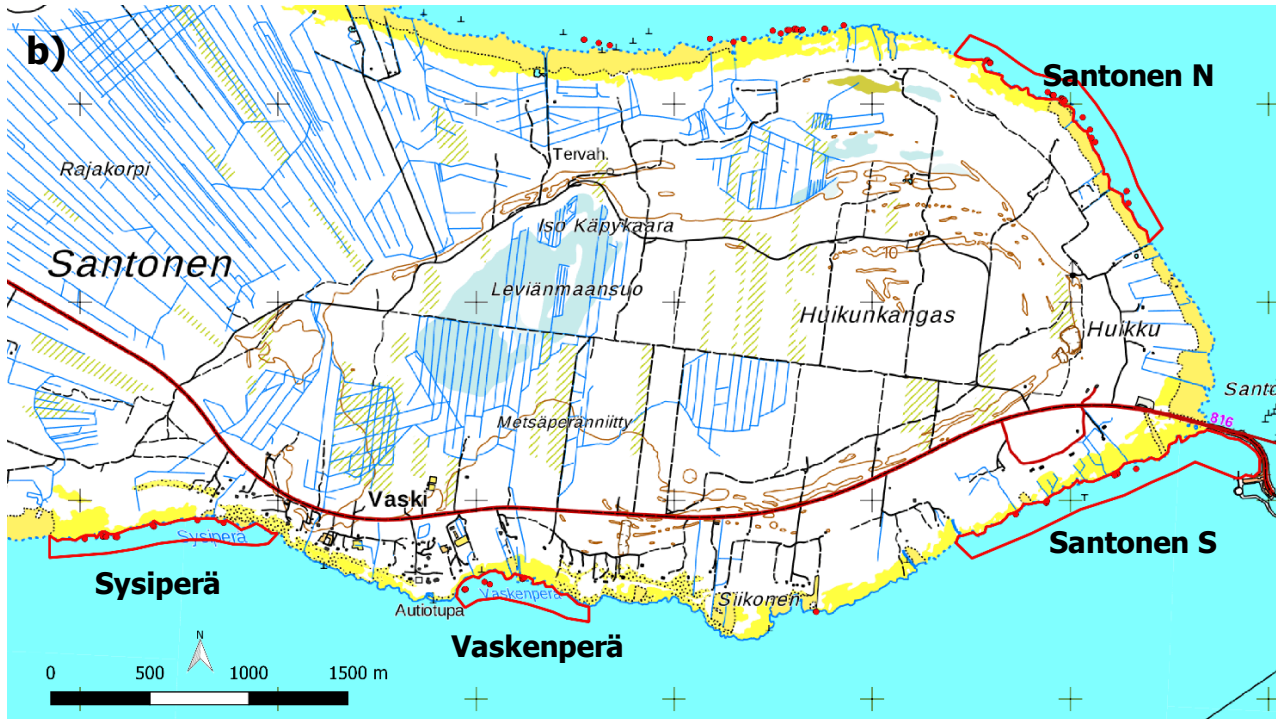 b)
Santonen N
Tervah.
Rajakorpi
Iso Käpykaara
Santonen
10
Leviänmaansuo
Huikunkangas
Huikku
Metsäperänniitty
816
Vaski
Sysiperä
Santonen S
Sysiperä
Vaskenperä
Siikonen
Autiotupa
Vaskenperä
N
0 500 1000 1500 m